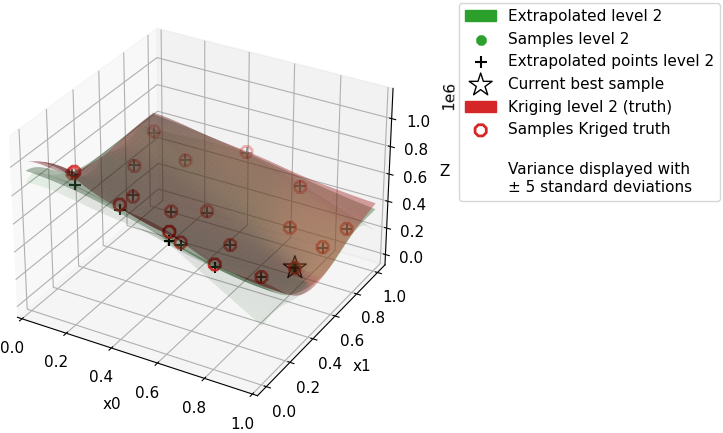 Extrapolated level 2
Samples level 2
Extrapolated points level 2
Current best sample
Kriging level 2 (truth)
Samples Kriged truth
Variance displayed with
± 5 standard deviations
1e6
1.0
0.8
Z
0.6
0.4
0.2
0.0
0.0
0.2
0.4
0.6
0.8
1.0
x0
0.0
0.2
0.4
0.6
0.8
1.0
x1